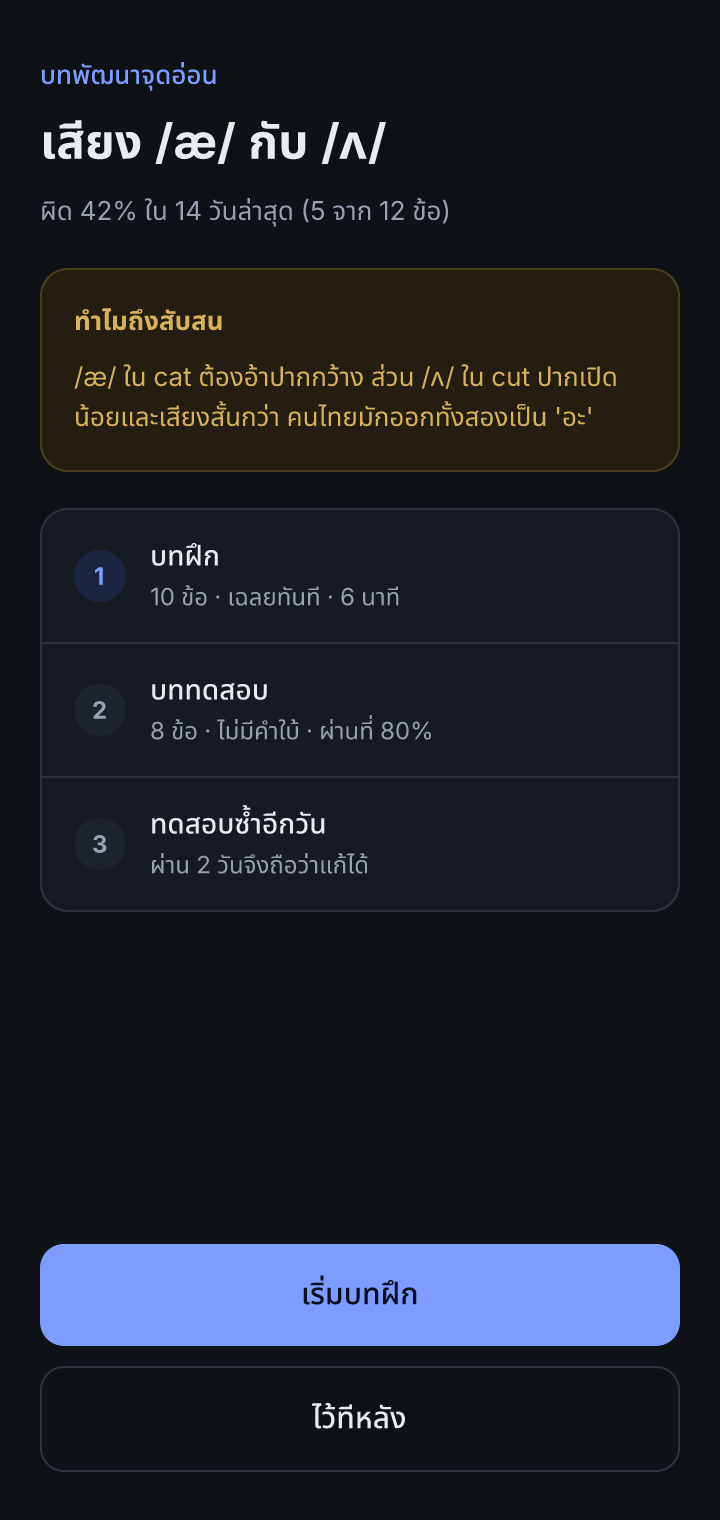 บทพัฒนาจุดอ่อน
เสียง /æ/ กับ /ʌ/
ผิด 42% ใน 14 วันล่าสุด (5 จาก 12 ข้อ)
ทำไมถึงสับสน
/æ/ ใน cat ต้องอ้าปากกว้าง ส่วน /ʌ/ ใน cut ปากเปิด
น้อยและเสียงสั้นกว่า คนไทยมักออกทั้งสองเป็น 'อะ'
1
บทฝึก
10 ข้อ · เฉลยทันที · 6 นาที
2
บททดสอบ
8 ข้อ · ไม่มีคำใบ้ · ผ่านที่ 80%
3
ทดสอบซ้ำอีกวัน
ผ่าน 2 วันจึงถือว่าแก้ได้
เริ่มบทฝึก
ไว้ทีหลัง